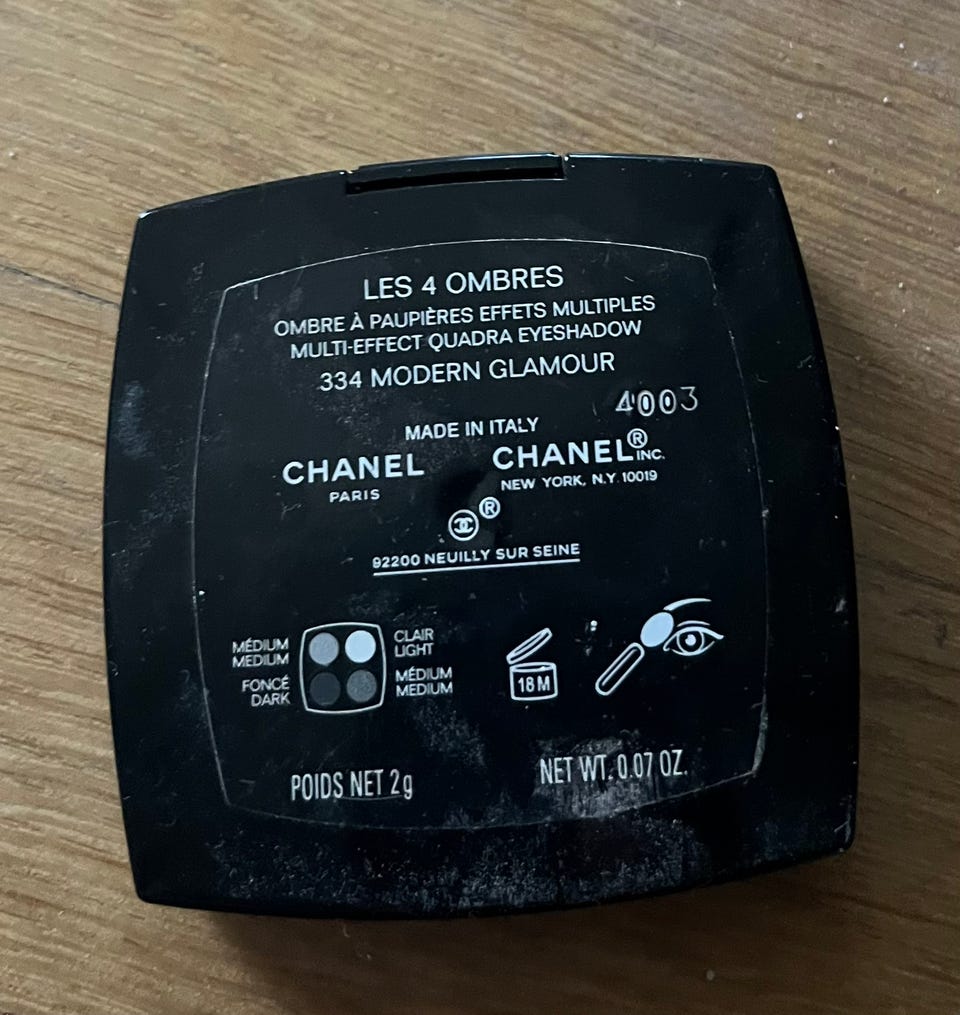 LES 4 OMBRES
OMBRE À PAUPIÈRES EFFETS MULTIPLES
MULTI-EFFECT QUADRA EYESHADOW
334 MODERN GLAMOUR
4003
MADE IN ITALY
CHANEL
PARIS
CHANEL® INC.
NEW YORK, N.Y. 10019
®
92200 NEUILLY SUR SEINE
MÉDIUM
MEDIUM
CLAIR
LIGHT
FONCÉ
DARK
MÉDIUM
MEDIUM
18 M
POIDS NET 2g
NET WT. 0.07 OZ.